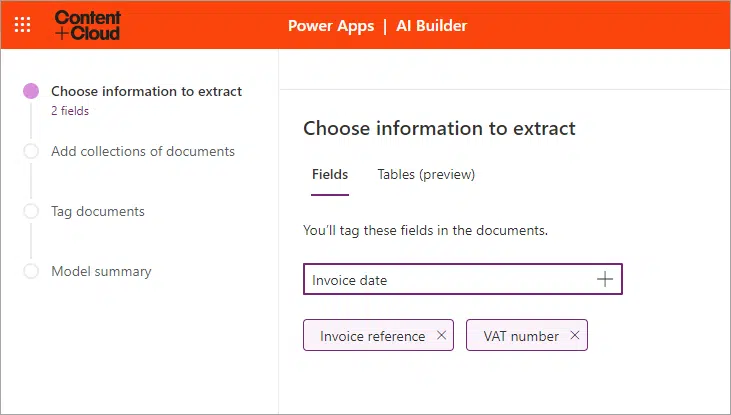 Content
+Cloud
Power Apps | AI Builder
Choose information to extract
2 fields
Add collections of documents
Tag documents
Model summary
Choose information to extract
Fields Tables (preview)
You'll tag these fields in the documents.
Invoice date
Invoice reference VAT number